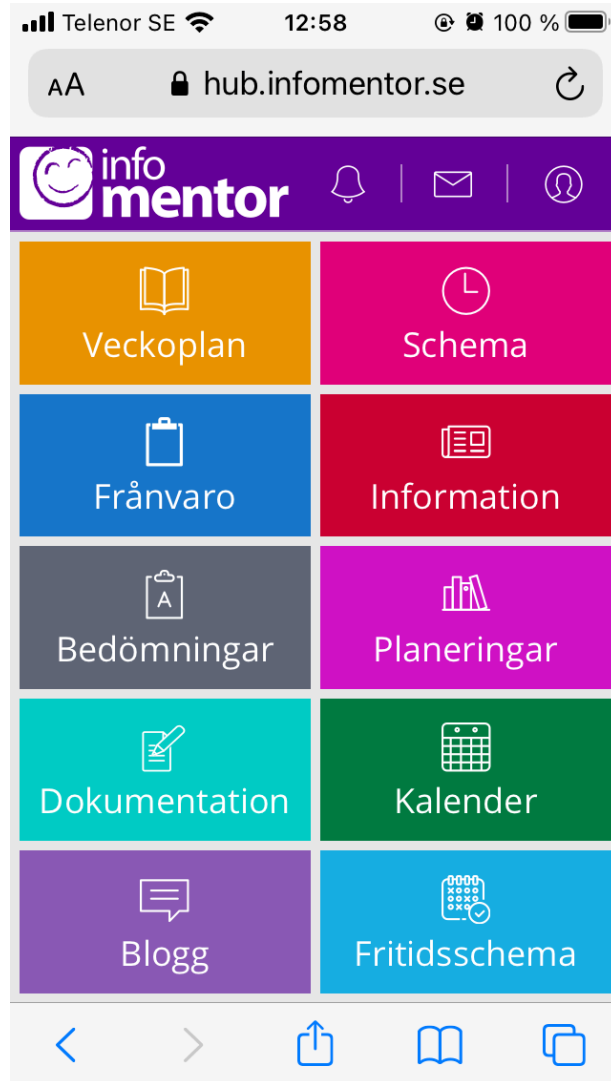 Telenor SE 12:58 100 %
AA hub.infomentor.se
info
mentor
Veckoplan Schema
Frånvaro Information
A
Bedömningar Planeringar
Dokumentation Kalender
Blogg Fritidsschema